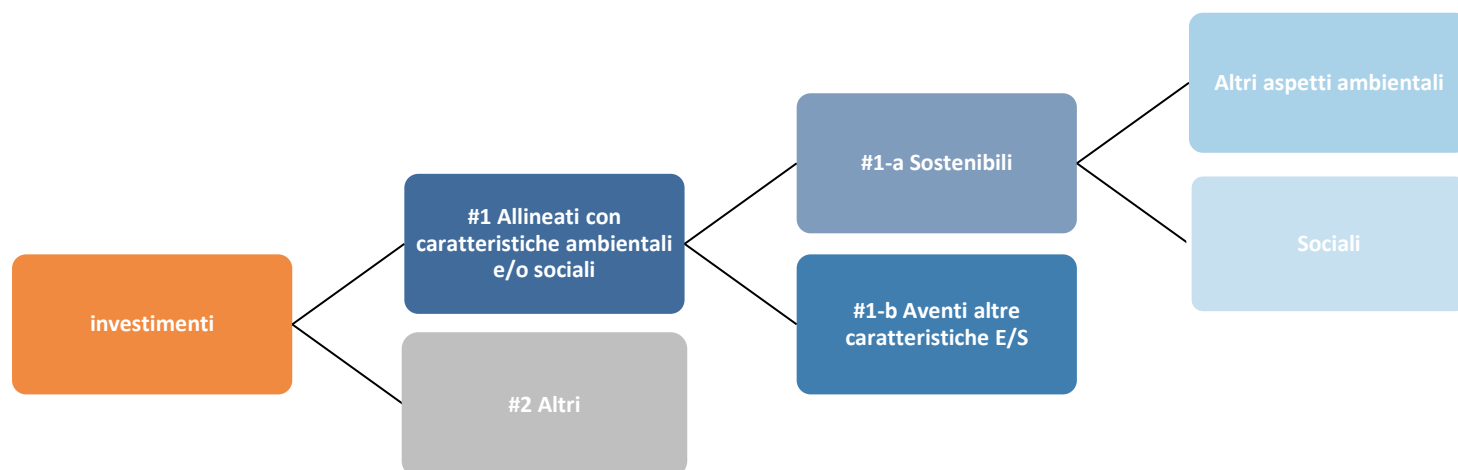 investimenti
#1 Allineati con
caratteristiche ambientali
e/o sociali
#2 Altri
#1-a Sostenibili
#1-b Aventi altre
caratteristiche E/S
Altri aspetti ambientali
Sociali